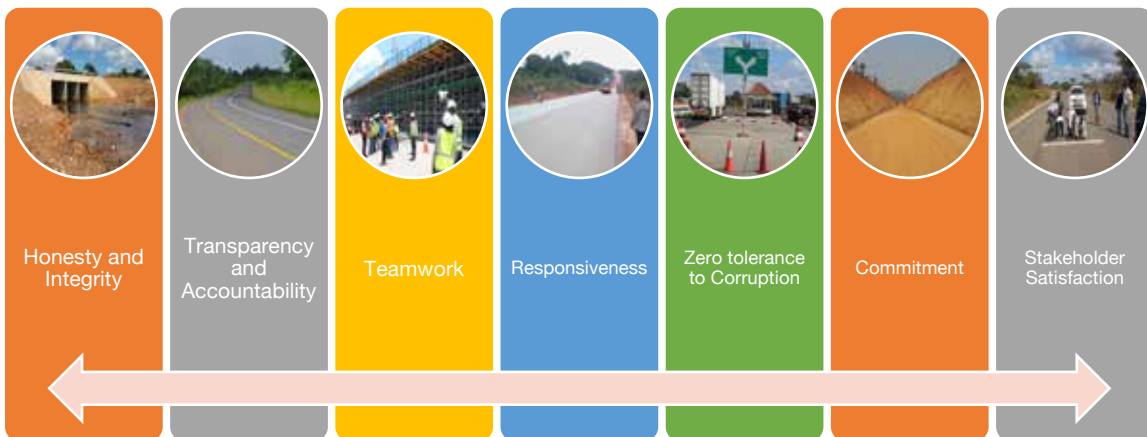 Honesty and
Integrity
Transparency
and
Accountability
Teamwork
Responsiveness
Zero tolerance
to Corruption
Commitment
Stakeholder
Satisfaction